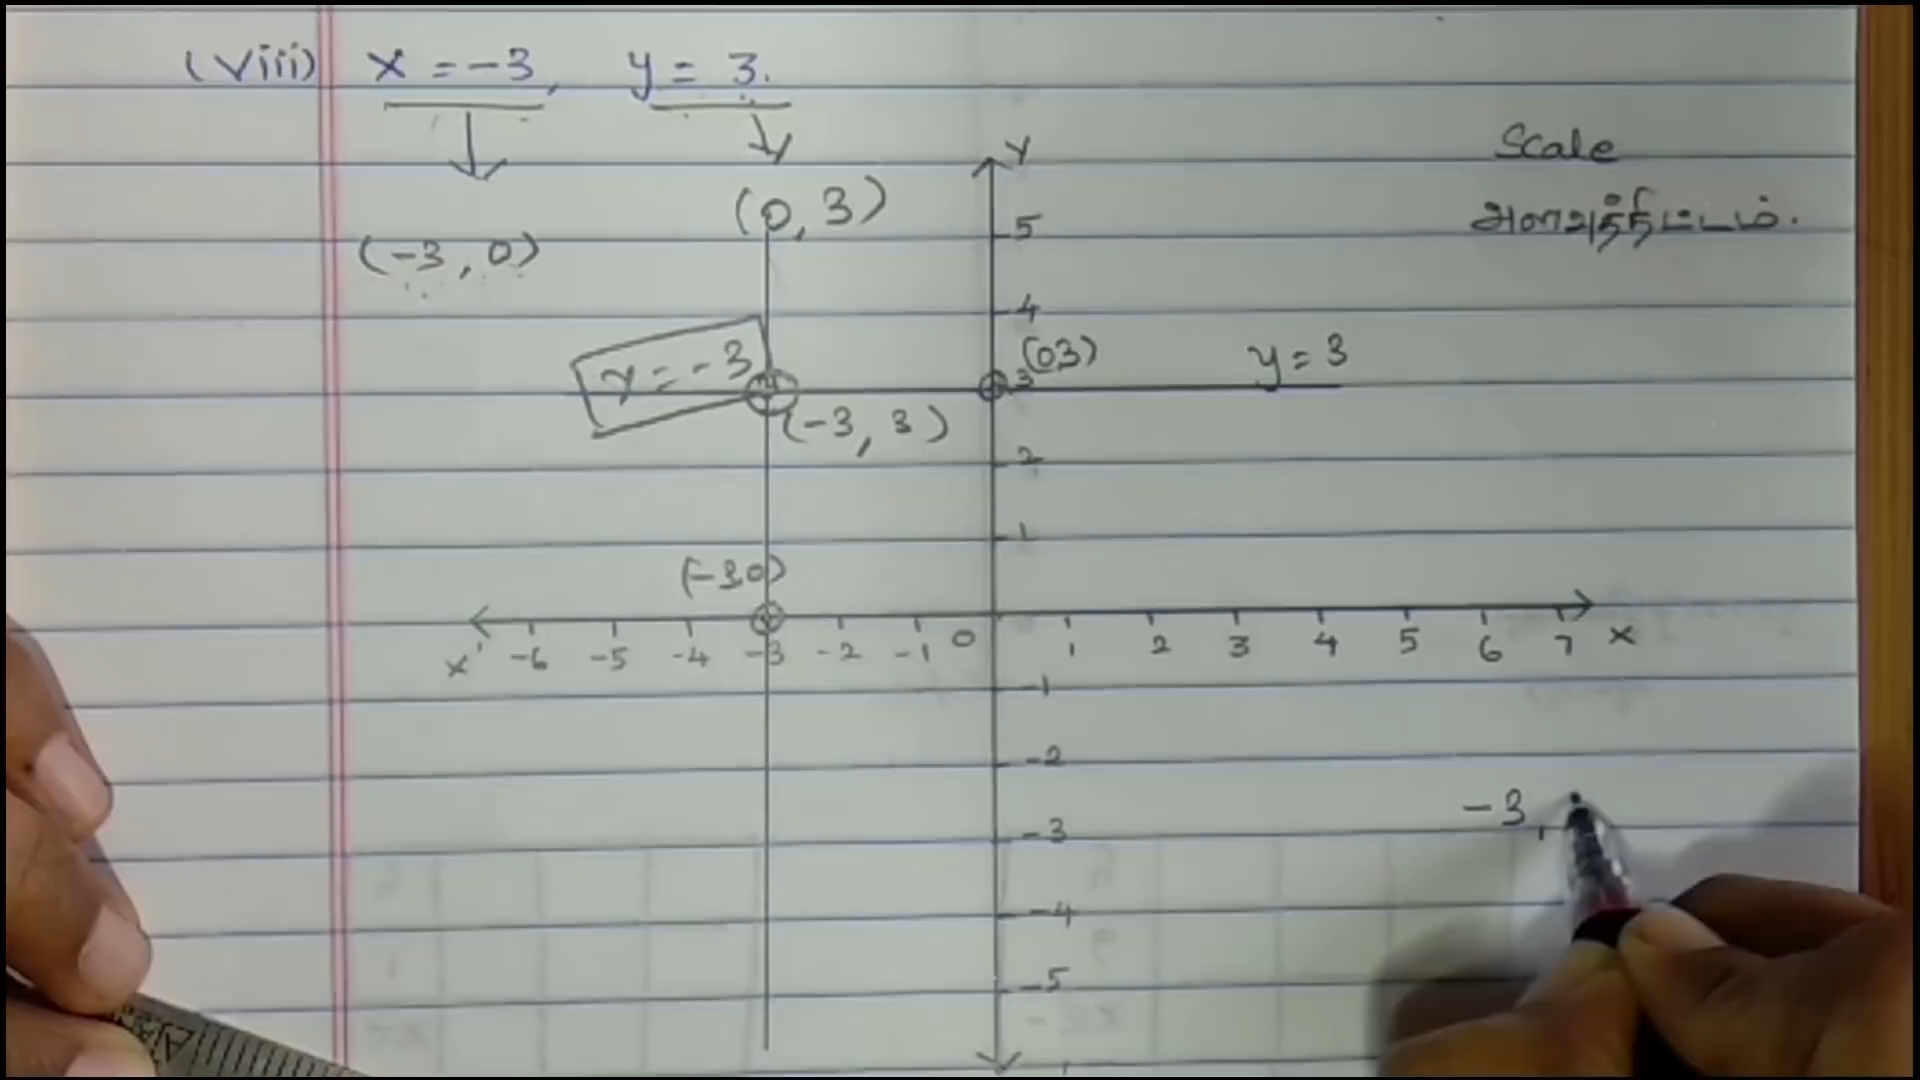 (viii) x = -3, y = 3.
(0, 3)
(-3, 0)
Scale
அளவுத்திட்டம்.
Y
5
4
(0 3)
y = 3
3
x = -3
(-3, 3)
2
1
(-3 0)
x' -6 -5 -4 -3 -2 -1 0 1 2 3 4 5 6 7 x
-1
-2
-3,
-3
-4
-5